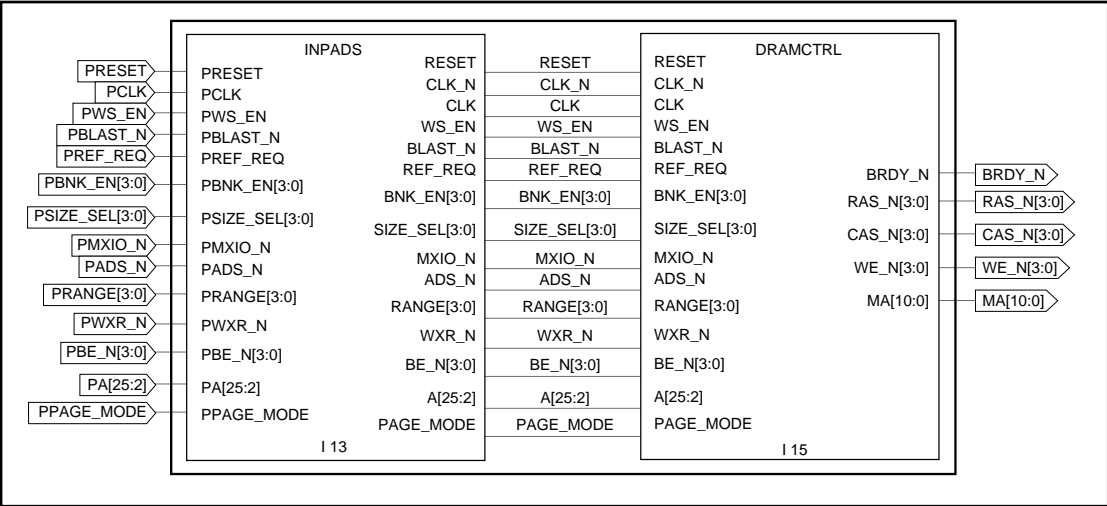 INPADS
DRAMCTRL
PRESET PRESET RESET RESET RESET
PCLK PCLK CLK_N CLK_N CLK_N
PWS_EN PWS_EN CLK CLK CLK
PBLAST_N PBLAST_N WS_EN WS_EN WS_EN
PREF_REQ PREF_REQ BLAST_N BLAST_N BLAST_N
REF_REQ REF_REQ REF_REQ BRDY_N BRDY_N
PBNK_EN[3:0] PBNK_EN[3:0] BNK_EN[3:0] BNK_EN[3:0] BNK_EN[3:0] RAS_N[3:0] RAS_N[3:0]
PSIZE_SEL[3:0] PSIZE_SEL[3:0] SIZE_SEL[3:0] SIZE_SEL[3:0] SIZE_SEL[3:0] CAS_N[3:0] CAS_N[3:0]
PMXIO_N PMXIO_N MXIO_N MXIO_N MXIO_N WE_N[3:0] WE_N[3:0]
PADS_N PADS_N ADS_N ADS_N ADS_N
PRANGE[3:0] PRANGE[3:0] RANGE[3:0] RANGE[3:0] RANGE[3:0] MA[10:0] MA[10:0]
PWXR_N PWXR_N WXR_N WXR_N WXR_N
PBE_N[3:0] PBE_N[3:0] BE_N[3:0] BE_N[3:0] BE_N[3:0]
PA[25:2] PA[25:2] A[25:2] A[25:2] A[25:2]
PPAGE_MODE PPAGE_MODE PAGE_MODE PAGE_MODE PAGE_MODE
I 13 I 15